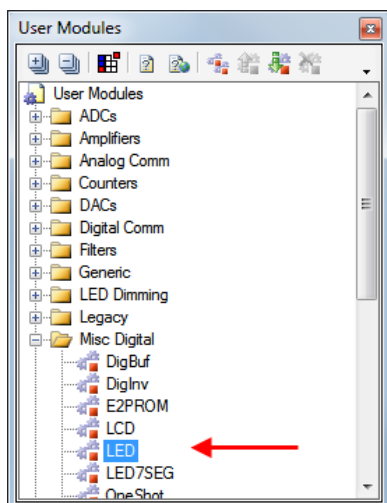 User Modules
User Modules
ADCs
Amplifiers
Analog Comm
Counters
DACs
Digital Comm
Filters
Generic
LED Dimming
Legacy
Misc Digital
DigBuf
DigInv
E2PROM
LCD
LED
LED7SEG
OneShot